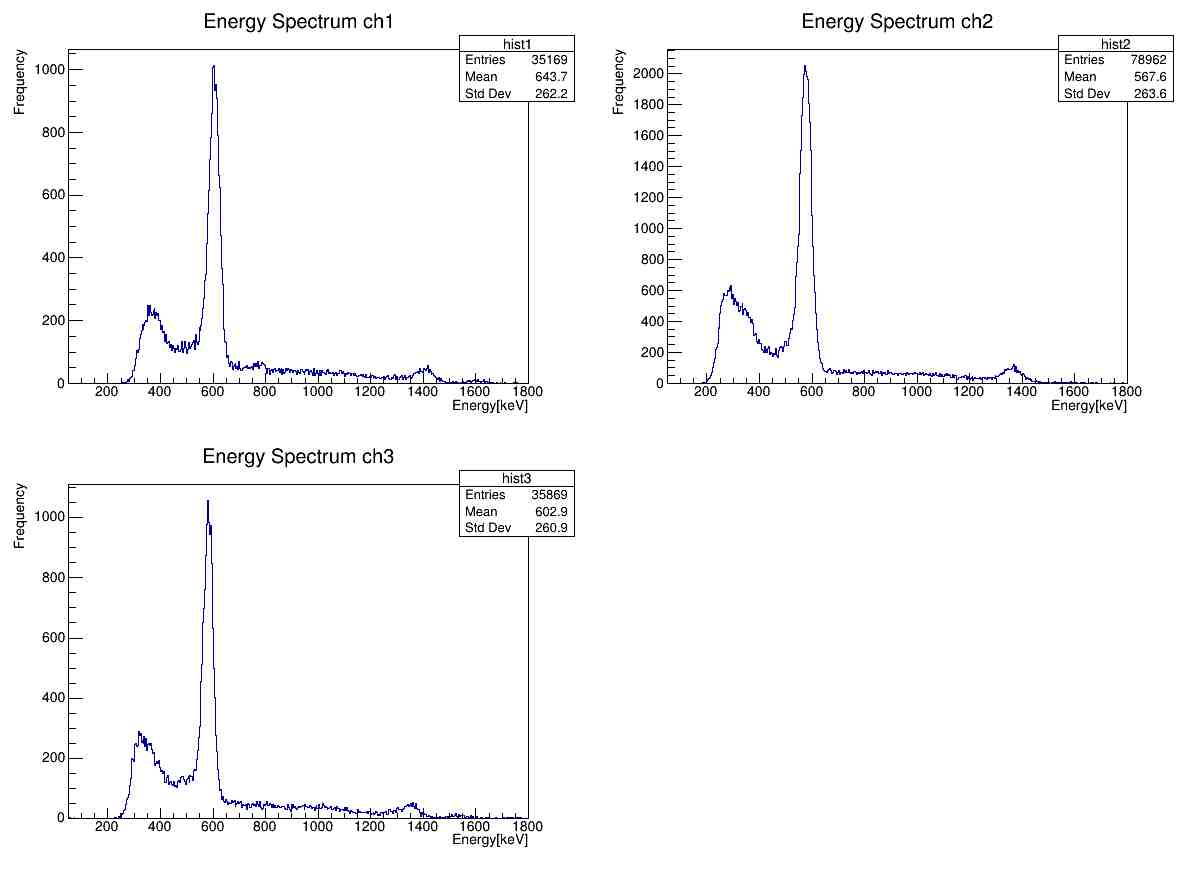 Energy Spectrum ch1
hist1
Entries 35169
Mean 643.7
Std Dev 262.2
Frequency
1000
800
600
400
200
0
200 400 600 800 1000 1200 1400 1600 1800
Energy[keV]
Energy Spectrum ch2
hist2
Entries 78962
Mean 567.6
Std Dev 263.6
Frequency
2000
1800
1600
1400
1200
1000
800
600
400
200
0
200 400 600 800 1000 1200 1400 1600 1800
Energy[keV]
Energy Spectrum ch3
hist3
Entries 35869
Mean 602.9
Std Dev 260.9
Frequency
1000
800
600
400
200
0
200 400 600 800 1000 1200 1400 1600 1800
Energy[keV]